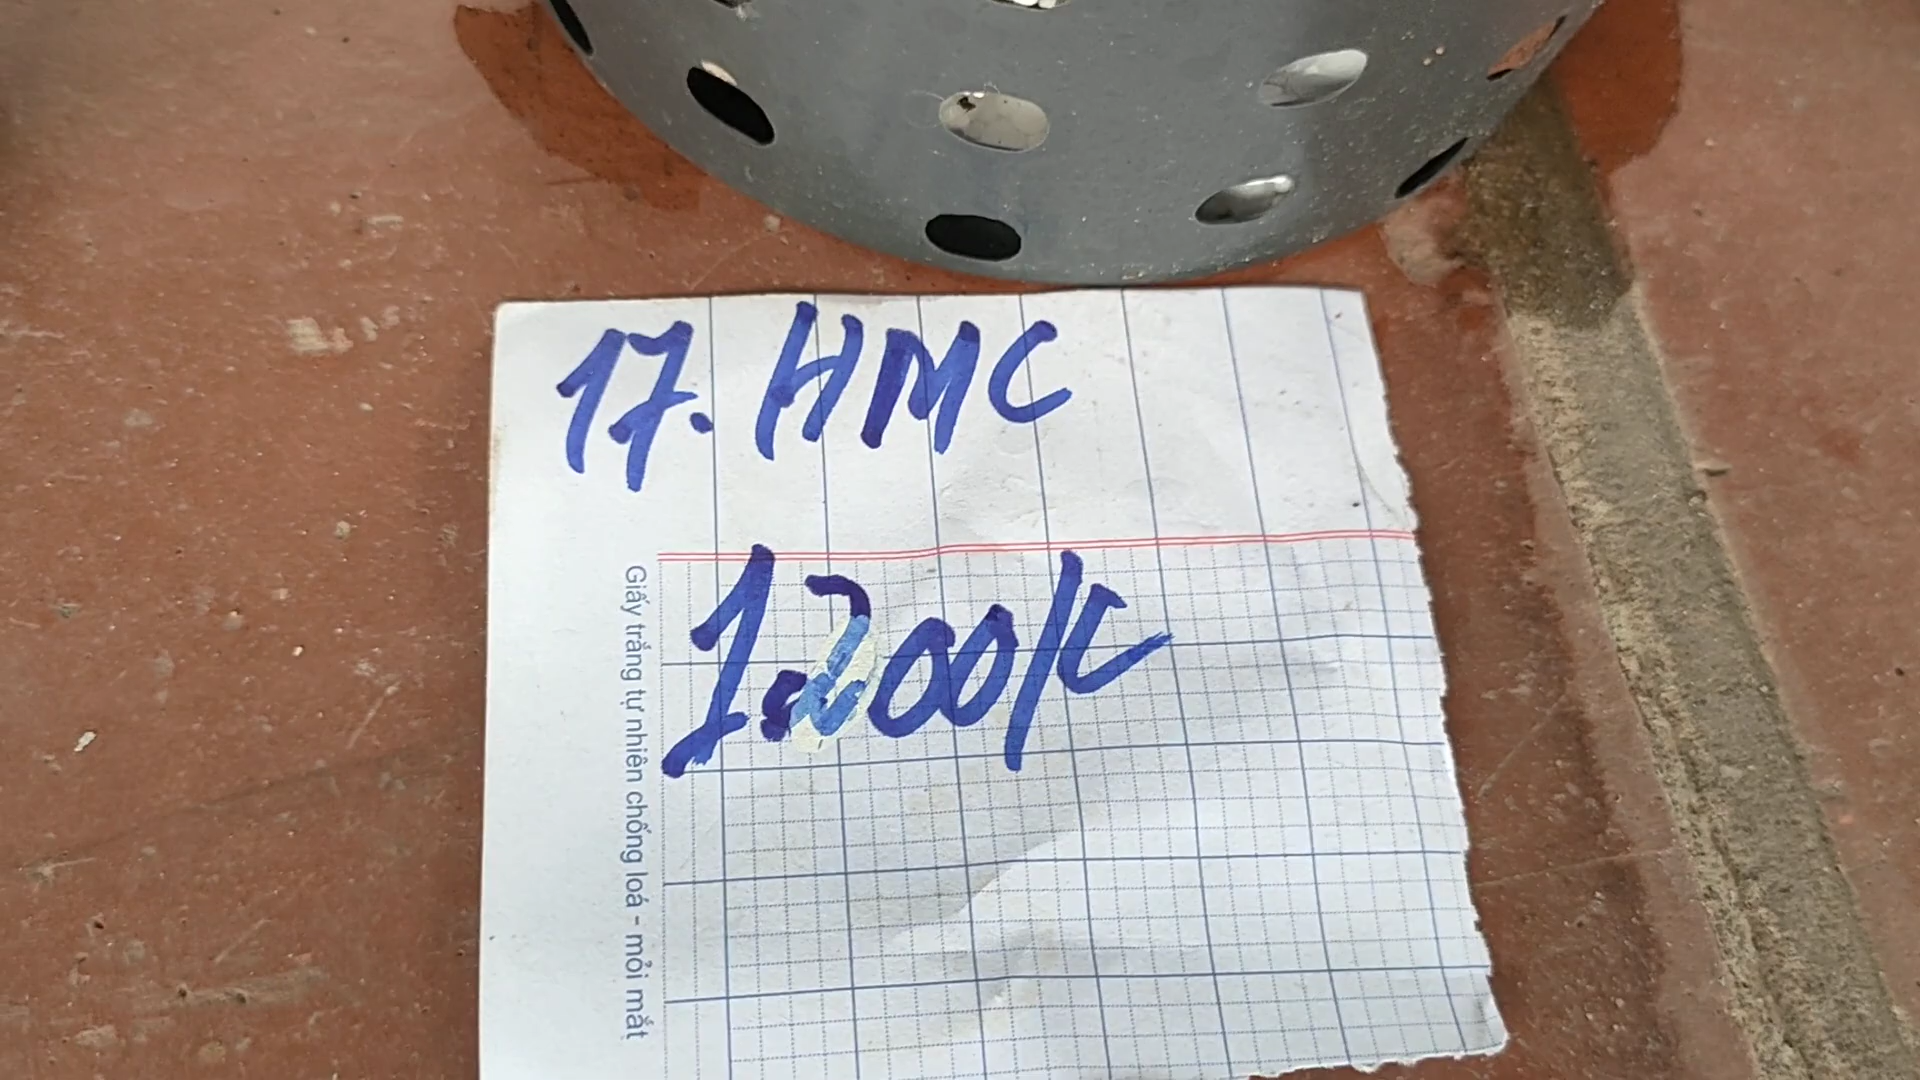 17. HMC
1.200K
Giấy trắng tự nhiên chống loá - mỏi mắt